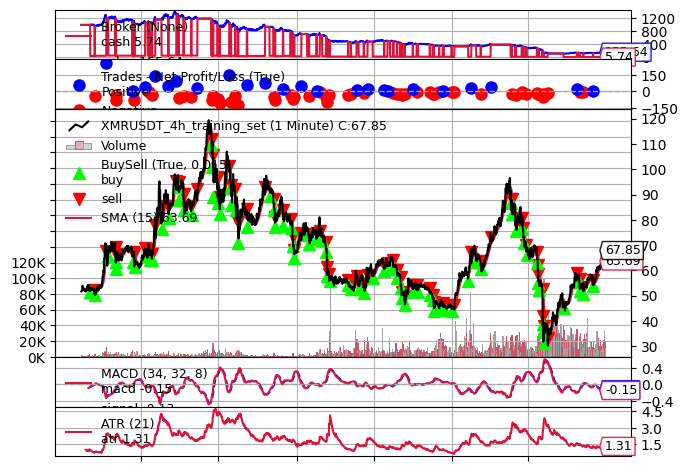 Broker (None)
cash 5.74
1200
800
5.74
Trades - Net Profit/Loss (True)
Positive
150
0
−150
XMRUSDT_4h_training_set (1 Minute) C:67.85
Volume
BuySell (True, 0.015)
buy
sell
SMA (15) 63.69
120
110
100
90
80
70
67.85
63.69
60
50
40
30
120K
100K
80K
60K
40K
20K
0K
MACD (34, 32, 8)
macd -0.15
0.4
0.0
-0.15
−0.4
ATR (21)
atr 1.31
4.5
3.0
1.5
1.31